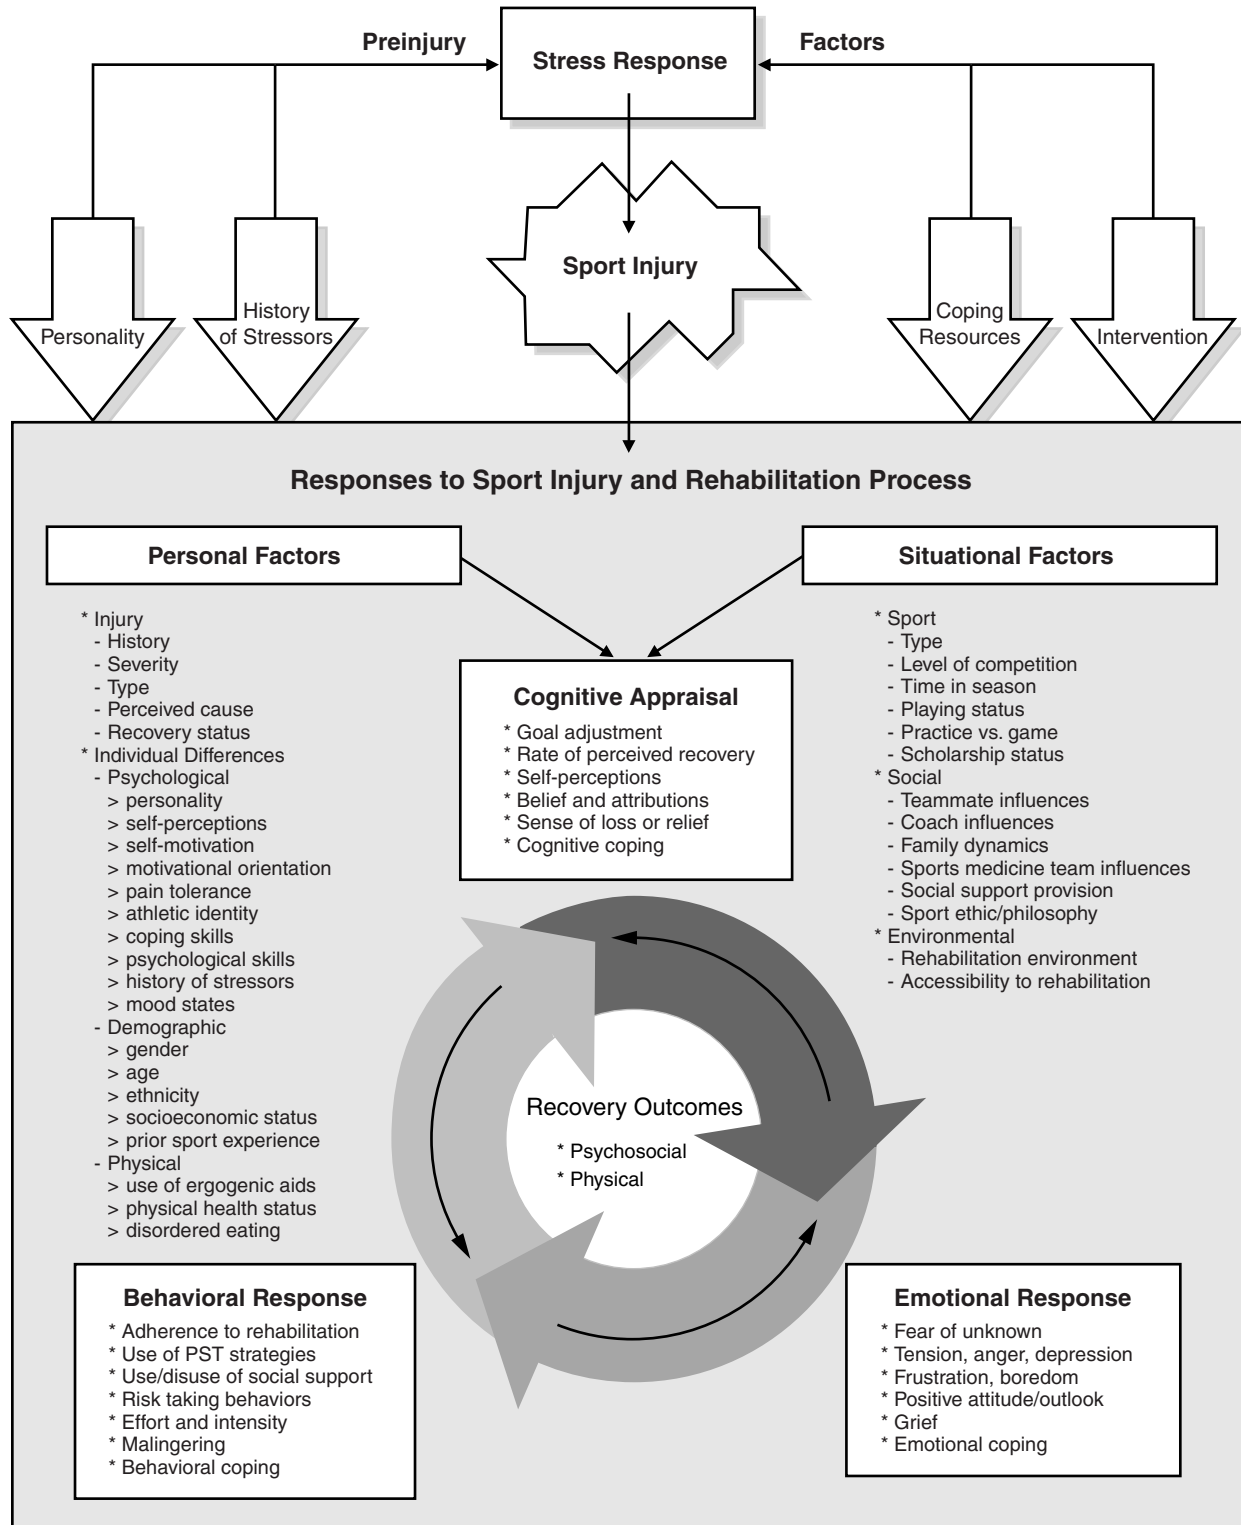 Preinjury
Factors
Stress Response
Sport Injury
Personality
History
of Stressors
Coping
Resources
Intervention
Responses to Sport Injury and Rehabilitation Process
Personal Factors
* Injury
- History
- Severity
- Type
- Perceived cause
- Recovery status
* Individual Differences
- Psychological
> personality
> self-perceptions
> self-motivation
> motivational orientation
> pain tolerance
> athletic identity
> coping skills
> psychological skills
> history of stressors
> mood states
- Demographic
> gender
> age
> ethnicity
> socioeconomic status
> prior sport experience
- Physical
> use of ergogenic aids
> physical health status
> disordered eating
Situational Factors
* Sport
- Type
- Level of competition
- Time in season
- Playing status
- Practice vs. game
- Scholarship status
* Social
- Teammate influences
- Coach influences
- Family dynamics
- Sports medicine team influences
- Social support provision
- Sport ethic/philosophy
* Environmental
- Rehabilitation environment
- Accessibility to rehabilitation
Cognitive Appraisal
* Goal adjustment
* Rate of perceived recovery
* Self-perceptions
* Belief and attributions
* Sense of loss or relief
* Cognitive coping
Recovery Outcomes
* Psychosocial
* Physical
Behavioral Response
* Adherence to rehabilitation
* Use of PST strategies
* Use/disuse of social support
* Risk taking behaviors
* Effort and intensity
* Malingering
* Behavioral coping
Emotional Response
* Fear of unknown
* Tension, anger, depression
* Frustration, boredom
* Positive attitude/outlook
* Grief
* Emotional coping